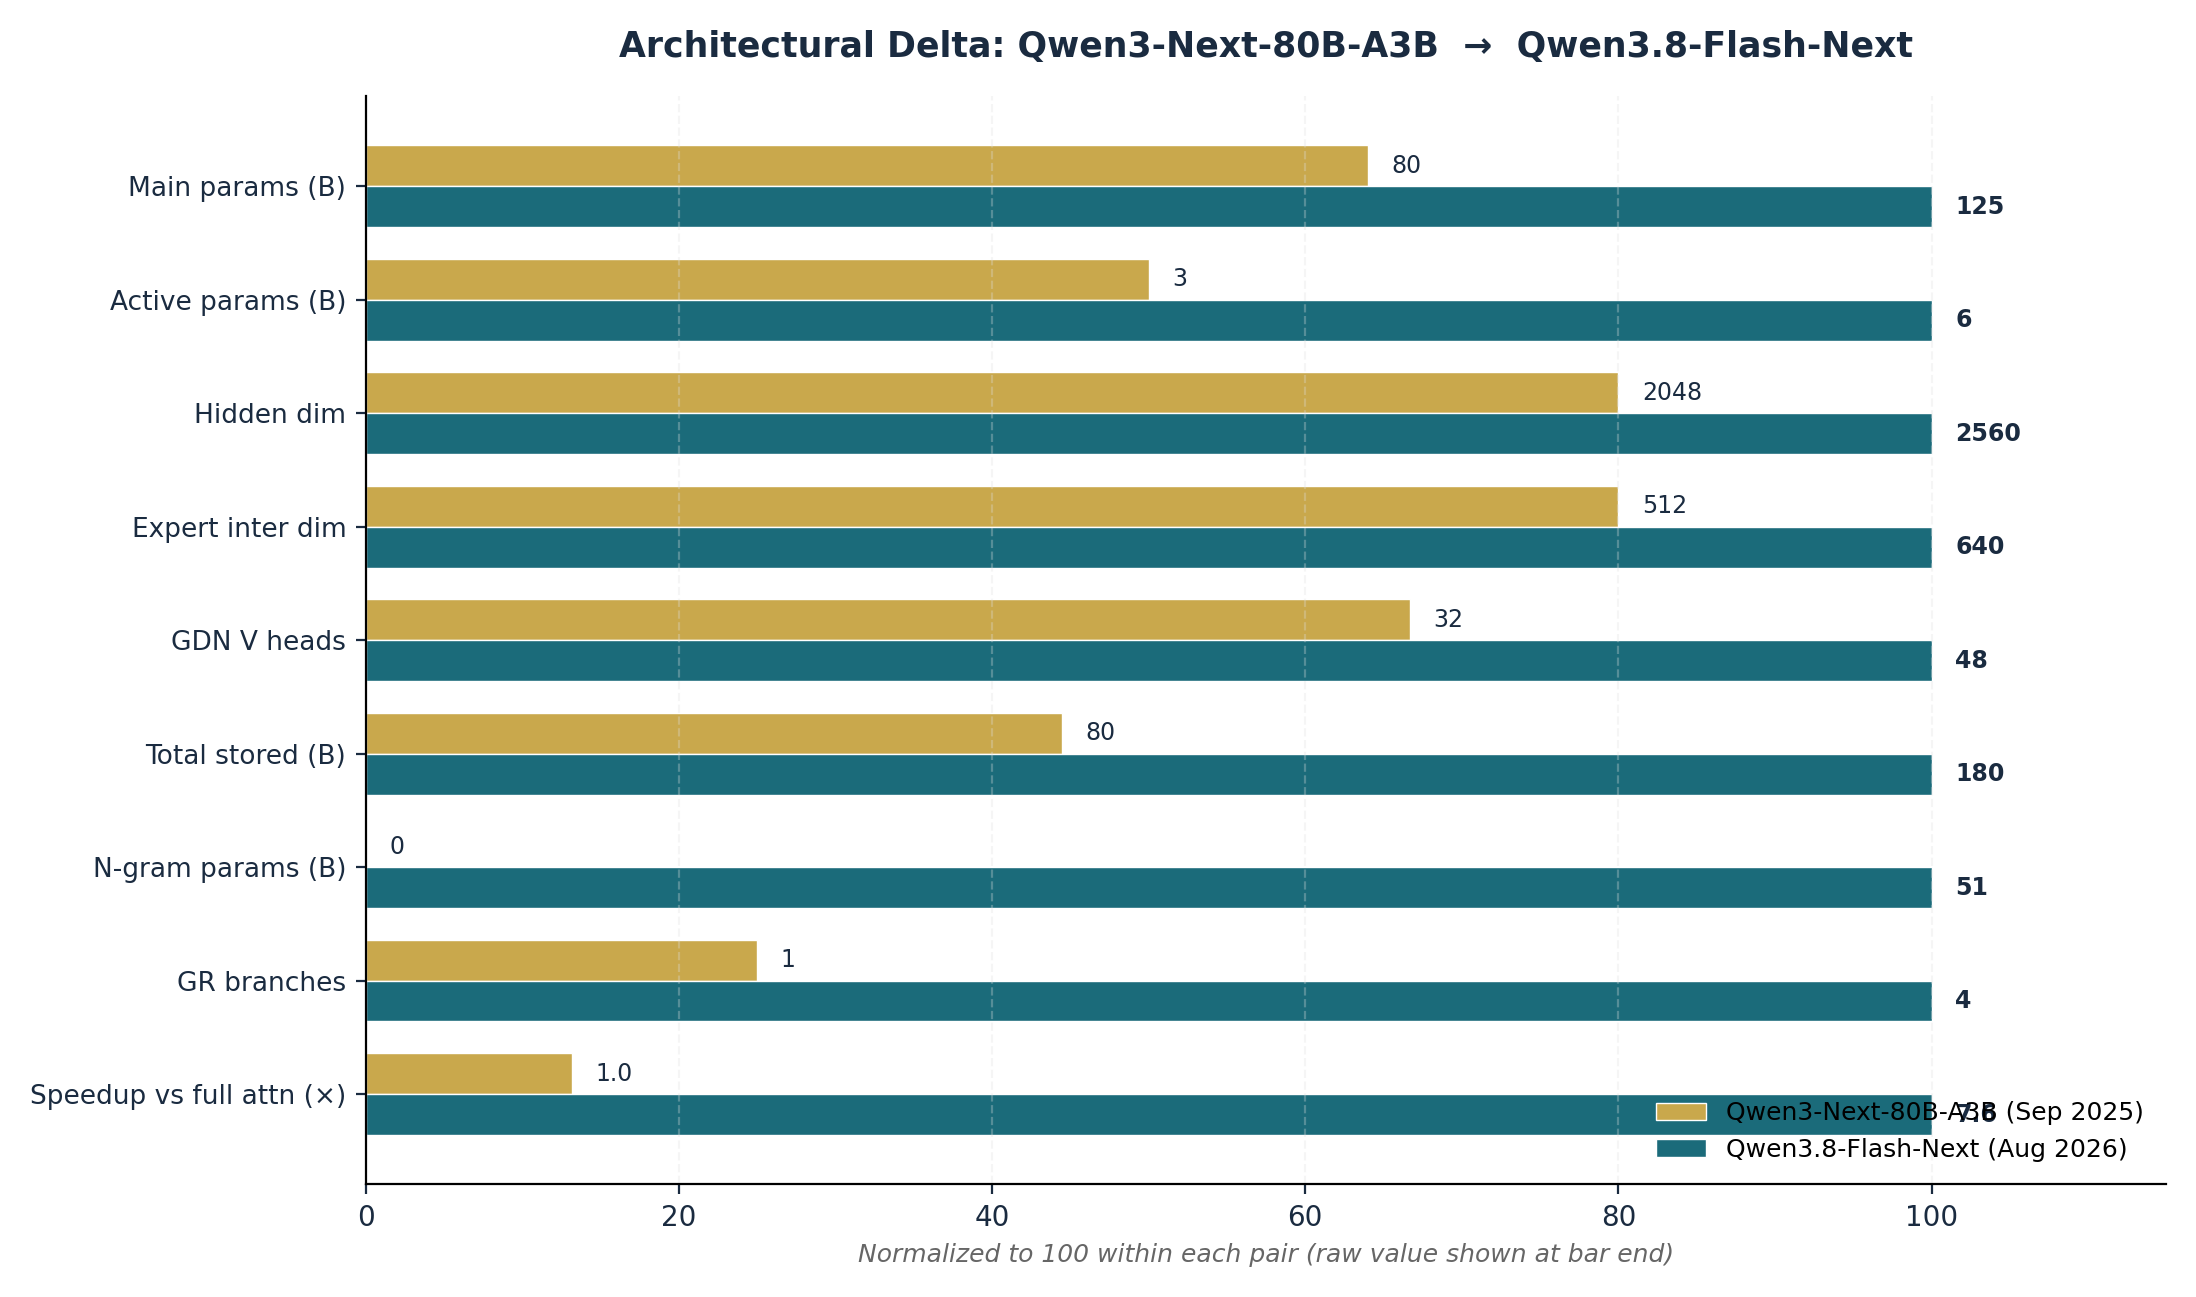 Architectural Delta: Qwen3-Next-80B-A3B → Qwen3.8-Flash-Next
Main params (B)
80
125
Active params (B)
3
6
Hidden dim
2048
2560
Expert inter dim
512
640
GDN V heads
32
48
Total stored (B)
80
180
N-gram params (B)
0
51
GR branches
1
4
Speedup vs full attn (×)
1.0
7.6
Qwen3-Next-80B-A3B (Sep 2025)
Qwen3.8-Flash-Next (Aug 2026)
0 20 40 60 80 100
Normalized to 100 within each pair (raw value shown at bar end)